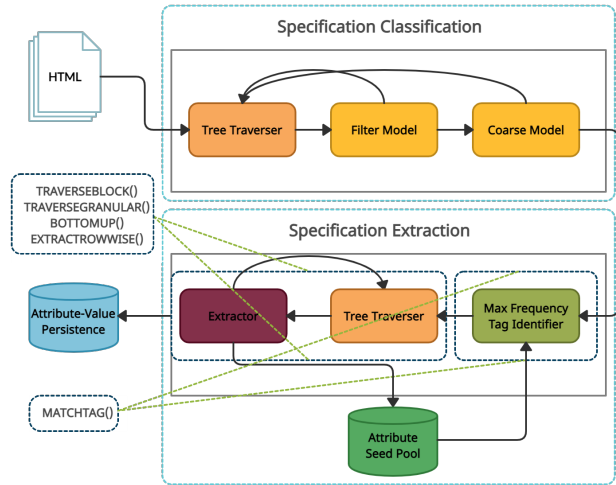 Specification Classification
HTML
Tree Traverser
Filter Model
Coarse Model
TRAVERSEBLOCK()
TRAVERSEGRANULAR()
BOTTOMUP()
EXTRACTROWWISE()
Specification Extraction
Attribute-Value
Persistence
Extractor
Tree Traverser
Max Frequency
Tag Identifier
MATCHTAG()
Attribute
Seed Pool